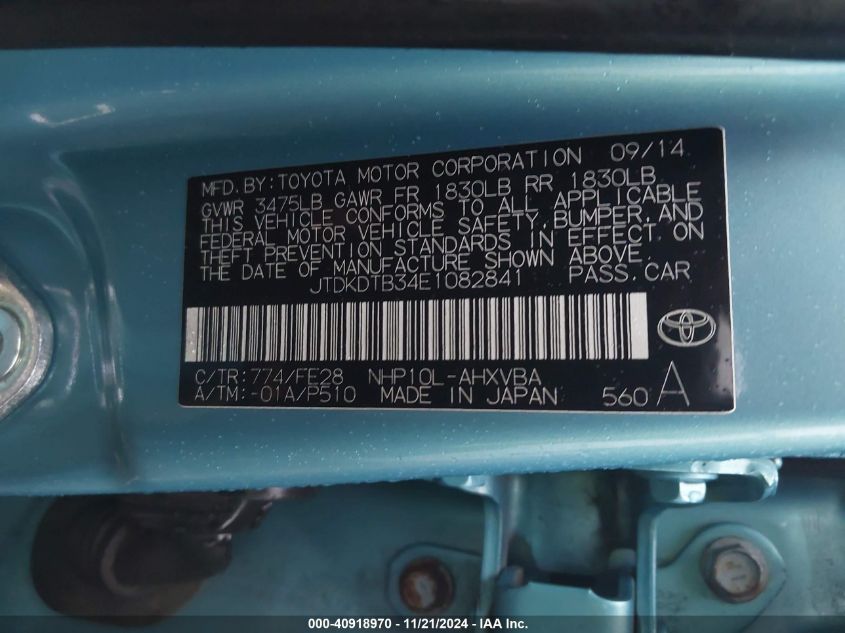 MFD. BY: TOYOTA MOTOR CORPORATION 09/14
GVWR 3475LB GAWR FR 1830LB RR 1830LB
THIS VEHICLE CONFORMS TO ALL APPLICABLE
FEDERAL MOTOR VEHICLE SAFETY, BUMPER, AND
THEFT PREVENTION STANDARDS IN EFFECT ON
THE DATE OF MANUFACTURE SHOWN ABOVE.
JTDKDTB34E1082841 PASS. CAR
C/TR: 774/FE28 NHP10L-AHXVBA
A/TM: -01A/P510 MADE IN JAPAN 560 A
000-40918970 - 11/21/2024 - IAA Inc.